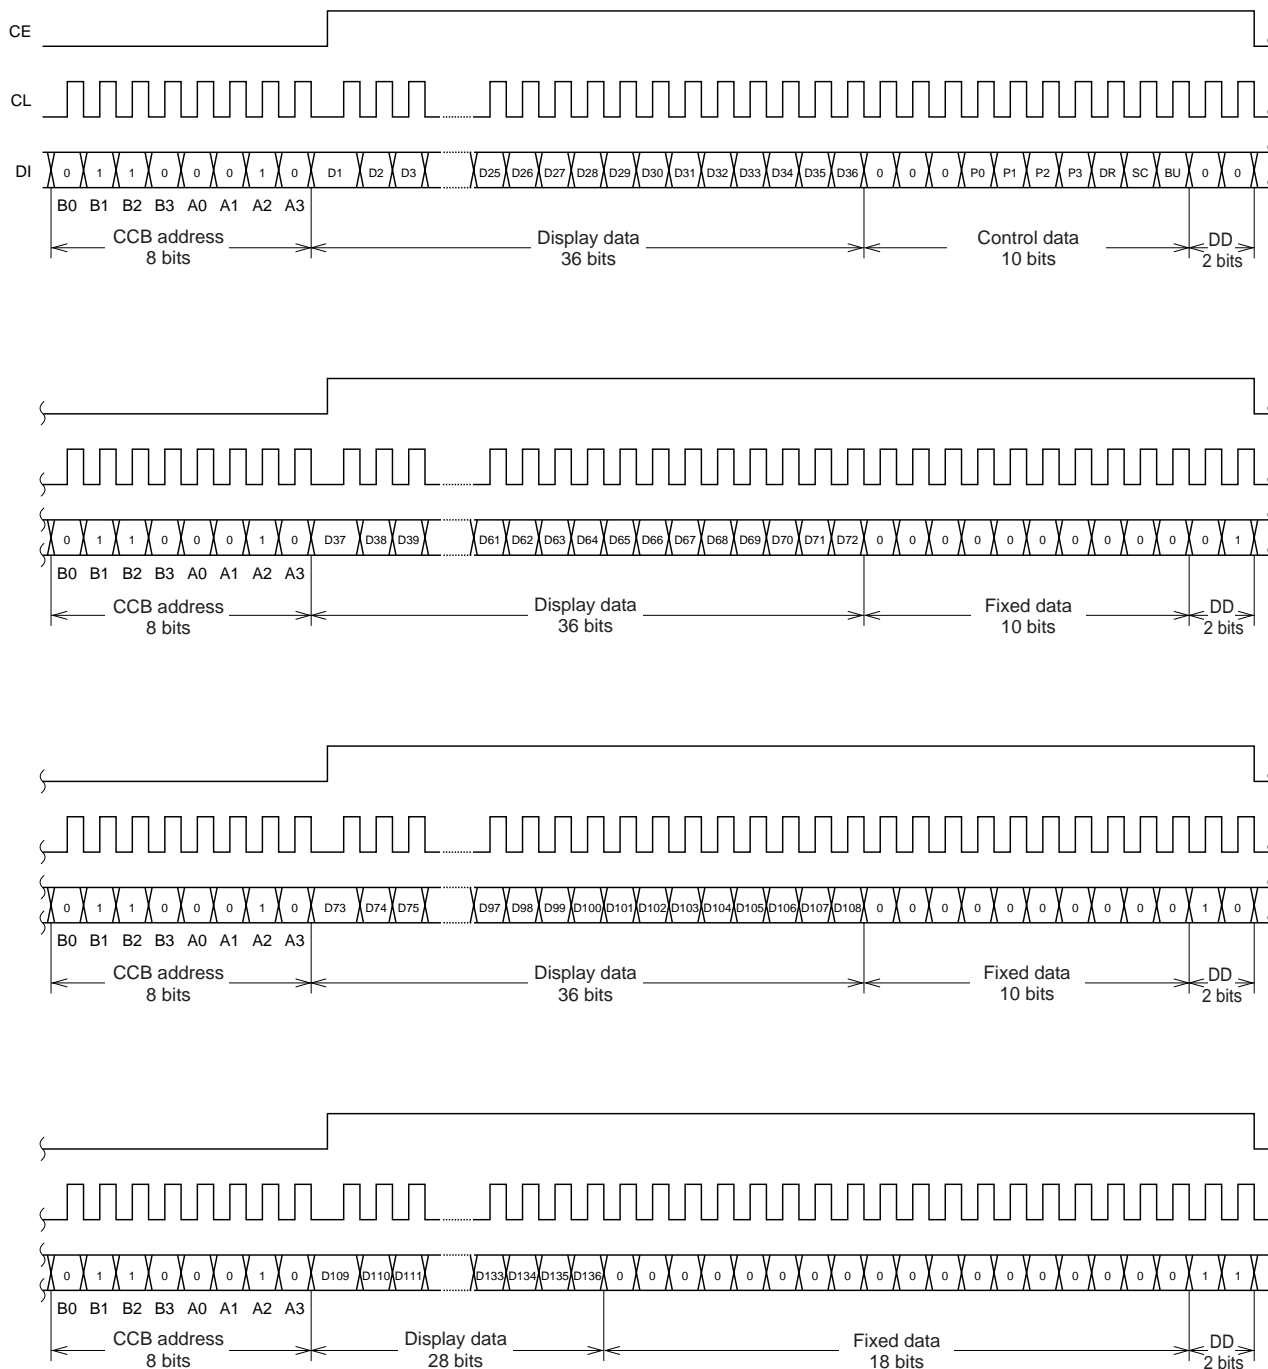 CE
CL
DI 0 1 1 0 0 0 1 0 D1 D2 D3 D25 D26 D27 D28 D29 D30 D31 D32 D33 D34 D35 D36 0 0 0 P0 P1 P2 P3 DR SC BU 0 0
B0 B1 B2 B3 A0 A1 A2 A3
CCB address Display data Control data DD
8 bits 36 bits 10 bits 2 bits
0 1 1 0 0 0 1 0 D37 D38 D39 D61 D62 D63 D64 D65 D66 D67 D68 D69 D70 D71 D72 0 0 0 0 0 0 0 0 0 0 0 1
B0 B1 B2 B3 A0 A1 A2 A3
CCB address Display data Fixed data DD
8 bits 36 bits 10 bits 2 bits
0 1 1 0 0 0 1 0 D73 D74 D75 D97 D98 D99 D100 D101 D102 D103 D104 D105 D106 D107 D108 0 0 0 0 0 0 0 0 0 0 1 0
B0 B1 B2 B3 A0 A1 A2 A3
CCB address Display data Fixed data DD
8 bits 36 bits 10 bits 2 bits
0 1 1 0 0 0 1 0 D109 D110 D111 D133 D134 D135 D136 0 0 0 0 0 0 0 0 0 0 0 0 0 0 0 0 0 0 1 1
B0 B1 B2 B3 A0 A1 A2 A3
CCB address Display data Fixed data DD
8 bits 28 bits 18 bits 2 bits